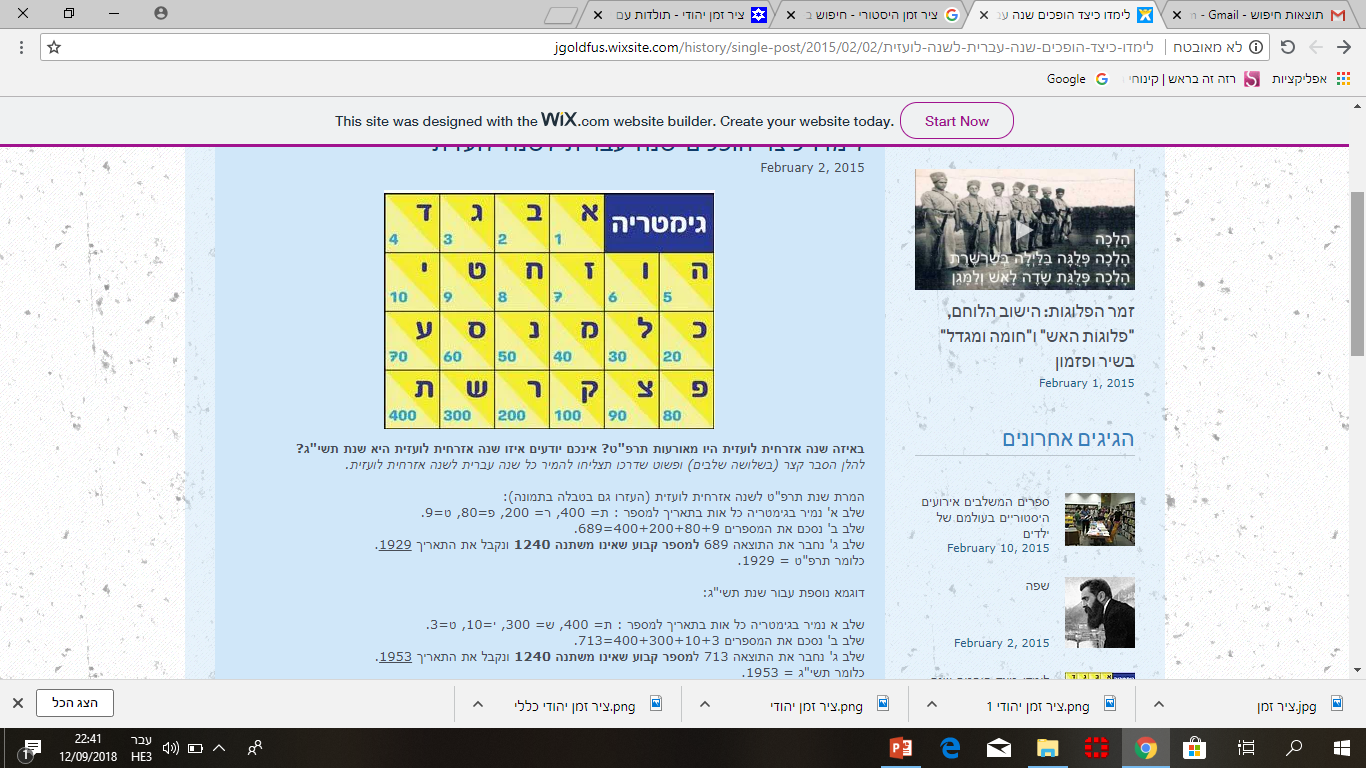 תוצאות חיפוש - Gmail - m
לימדו כיצד הופכים שנה עב
ציר זמן היסטורי - חיפוש ב
ציר זמן יהודי - תולדות עם
לא מאובטח
jgoldfus.wixsite.com/history/single-post/2015/02/02/לימדו-כיצד-הופכים-שנה-עברית-לשנה-לועזית
אפליקציות
רזה זה בראש | קינוחי
Google
This site was designed with the WiX.com website builder. Create your website today.
Start Now
לימדו כיצד הופכים שנה עברית לשנה לועזית
February 2, 2015
גימטריה
א ב ג ד
1 2 3 4
ה ו ז ח ט י
5 6 7 8 9 10
כ ל מ נ ס ע
20 30 40 50 60 70
פ צ ק ר ש ת
80 90 100 200 300 400
באיזה שנה אזרחית לועזית היו מאורעות תרפ"ט? אינכם יודעים איזו שנה אזרחית לועזית היא שנת תשי"ג?
להלן הסבר קצר (בשלושה שלבים) ופשוט שדרכו תצליחו להמיר כל שנה עברית לשנה אזרחית לועזית.
המרת שנת תרפ"ט לשנה אזרחית לועזית (העזרו גם בטבלה בתמונה):
שלב א' נמיר בגימטריה כל אות בתאריך למספר : ת= 400, ר= 200, פ=80, ט=9.
שלב ב' נסכם את המספרים 9+80+200+400=689.
שלב ג' נחבר את התוצאה 689 למספר קבוע שאינו משתנה 1240 ונקבל את התאריך 1929.
כלומר תרפ"ט = 1929.
דוגמא נוספת עבור שנת תשי"ג:
שלב א נמיר בגימטריה כל אות בתאריך למספר : ת= 400, ש= 300, י=10, ט=3.
שלב ב' נסכם את המספרים 3+10+300+400=713.
שלב ג' נחבר את התוצאה 713 למספר קבוע שאינו משתנה 1240 ונקבל את התאריך 1953.
כלומר תשי"ג = 1953.
הָלְכָה
הָלְכָה פְּלֻגָּה בַּלַּיְלָה בְּשַׁרְשֶׁרֶת
הָלְכָה פְּלֻגַּת שָׂדֶה לָאֵשׁ וְלַמָּגֵן
זמר הפלוגות: הישוב הלוחם,
"פלוגות האש" ו"חומה ומגדל"
בשיר ופזמון
February 1, 2015
הגיגים אחרונים
ספרים המשלבים אירועים
היסטוריים בעולמם של
ילדים
February 10, 2015
שפה
February 2, 2015
ציר זמן.jpg
ציר זמן יהודי 1.png
ציר זמן יהודי.png
ציר זמן יהודי כללי.png
הצג הכל
22:41
12/09/2018
עבר
HE3
1